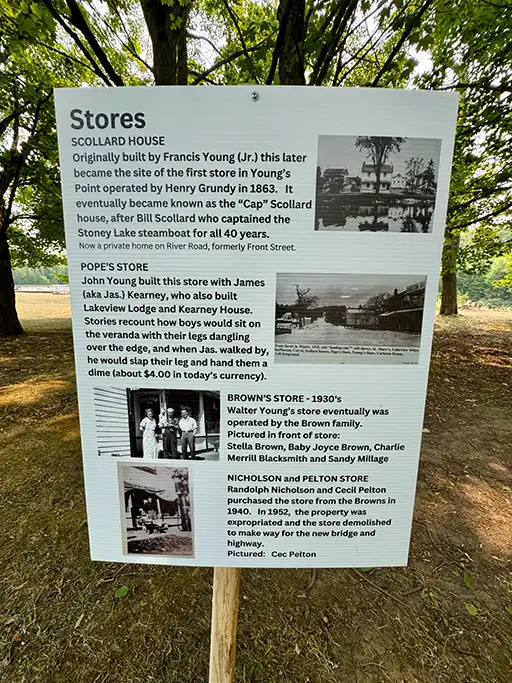 Stores
SCOLLARD HOUSE
Originally built by Francis Young (Jr.) this later
became the site of the first store in Young's
Point operated by Henry Grundy in 1863. It
eventually became known as the “Cap” Scollard
house, after Bill Scollard who captained the
Stoney Lake steamboat for all 40 years.
Now a private home on River Road, formerly Front Street.
POPE'S STORE
John Young built this store with James
(aka Jas.) Kearney, who also built
Lakeview Lodge and Kearney House.
Stories recount how boys would sit on
the veranda with their legs dangling
over the edge, and when Jas. walked by,
he would slap their leg and hand them a
dime (about $4.00 in today's currency).
BROWN'S STORE - 1930's
Walter Young's store eventually was
operated by the Brown family.
Pictured in front of store:
Stella Brown, Baby Joyce Brown, Charlie
Merrill Blacksmith and Sandy Millage
NICHOLSON and PELTON STORE
Randolph Nicholson and Cecil Pelton
purchased the store from the Browns in
1940. In 1952, the property was
expropriated and the store demolished
to make way for the new bridge and
highway.
Pictured: Cec Pelton